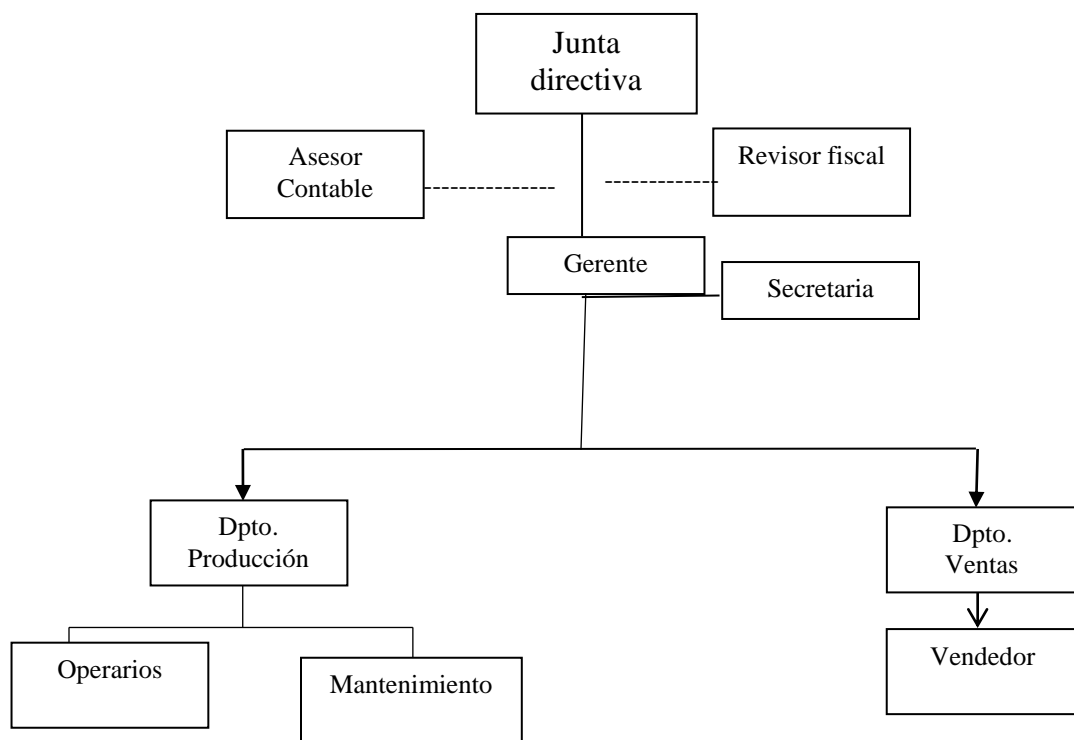 Junta
directiva
Asesor
Contable
Revisor fiscal
Gerente
Secretaria
Dpto.
Producción
Dpto.
Ventas
Operarios
Mantenimiento
Vendedor